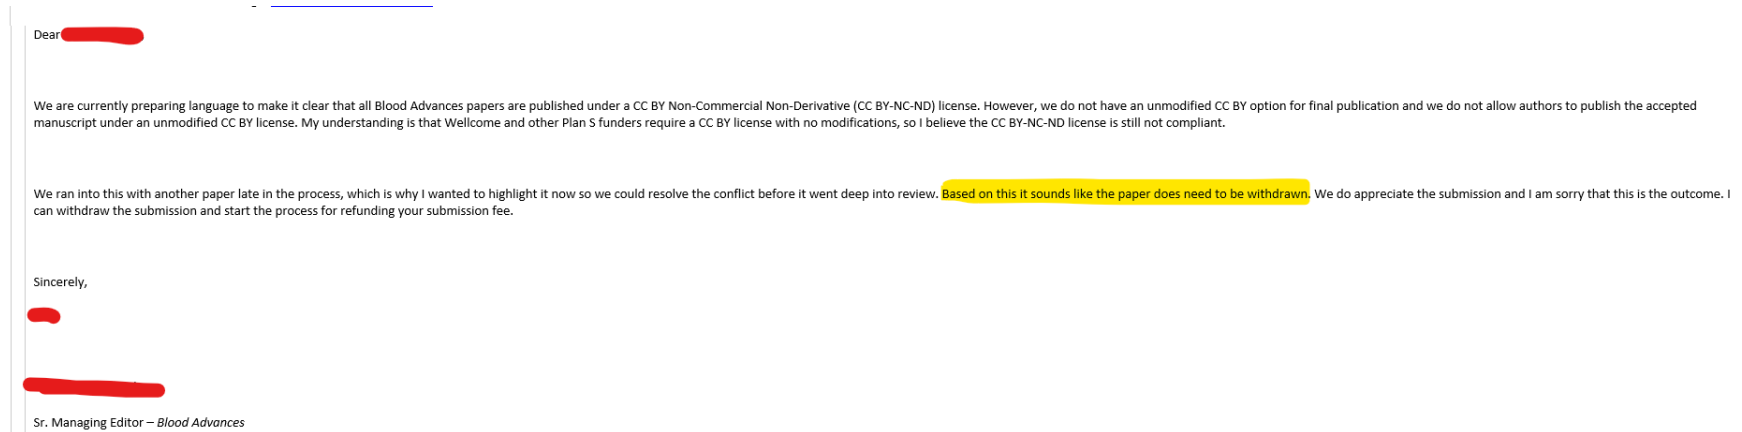 Dear
We are currently preparing language to make it clear that all Blood Advances papers are published under a CC BY Non-Commercial Non-Derivative (CC BY-NC-ND) license. However, we do not have an unmodified CC BY option for final publication and we do not allow authors to publish the accepted
manuscript under an unmodified CC BY license. My understanding is that Wellcome and other Plan S funders require a CC BY license with no modifications, so I believe the CC BY-NC-ND license is still not compliant.
We ran into this with another paper late in the process, which is why I wanted to highlight it now so we could resolve the conflict before it went deep into review. Based on this it sounds like the paper does need to be withdrawn. We do appreciate the submission and I am sorry that this is the outcome. I
can withdraw the submission and start the process for refunding your submission fee.
Sincerely,
Sr. Managing Editor – Blood Advances